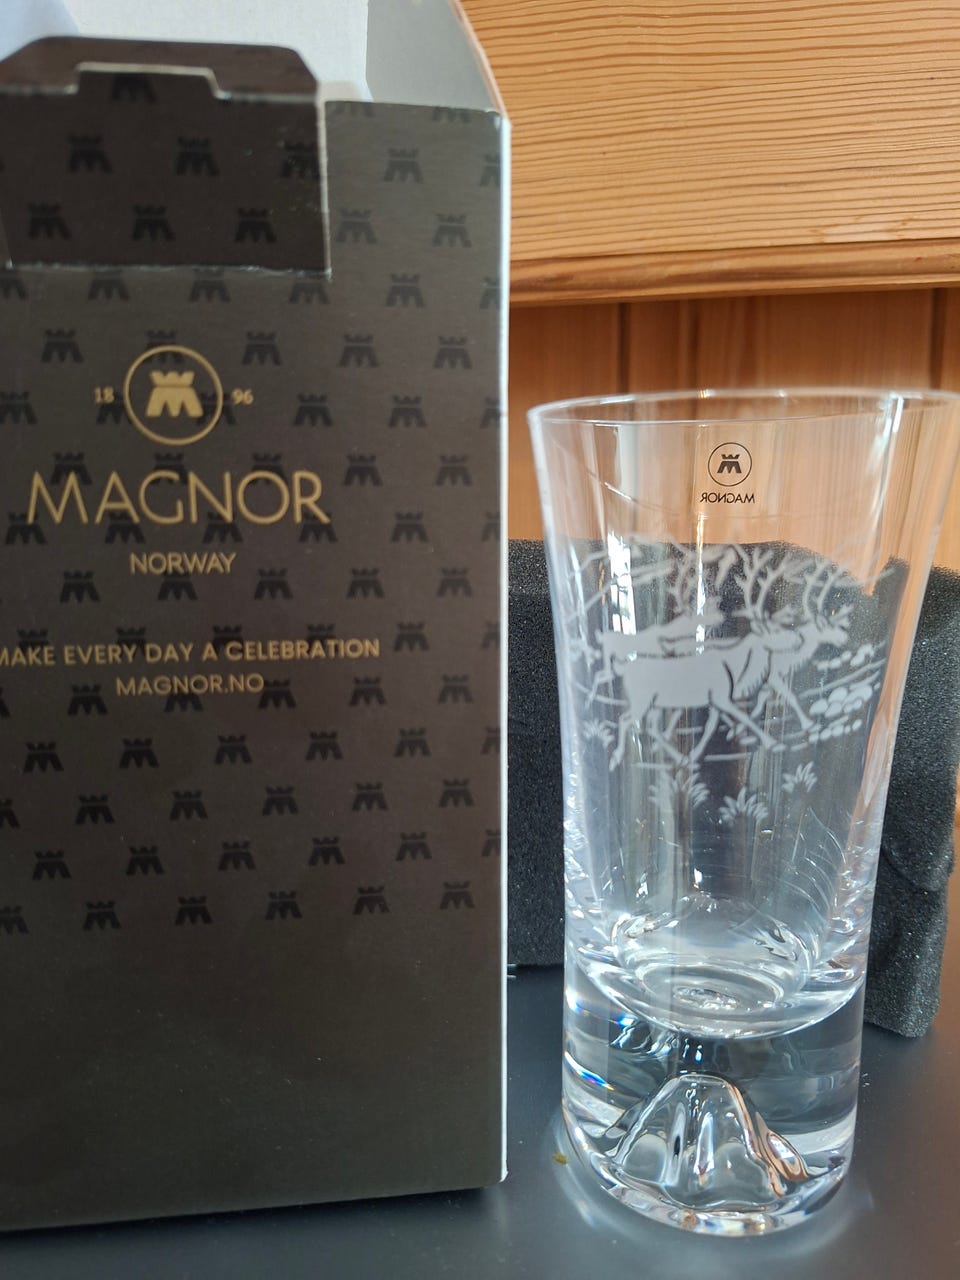 18 96
MAGNOR
NORWAY
MAKE EVERY DAY A CELEBRATION
MAGNOR.NO
MAGNOR